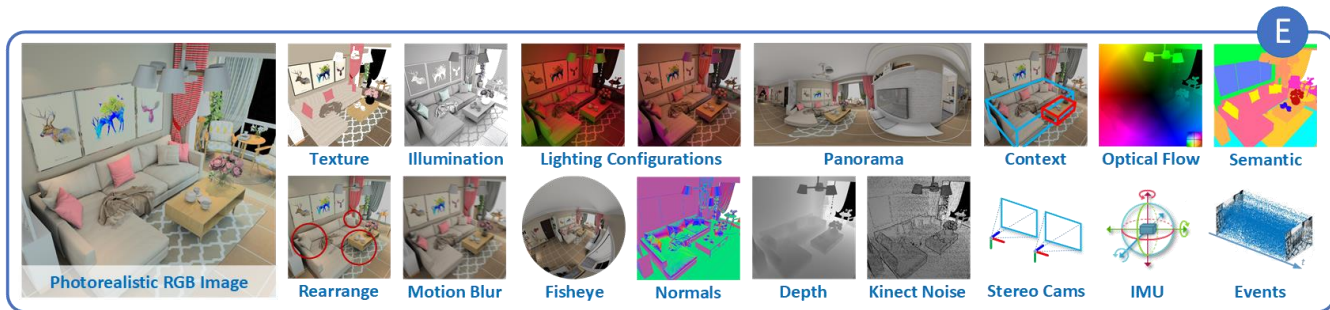 E
Texture
Illumination
Lighting Configurations
Panorama
Context
Optical Flow
Semantic
Photorealistic RGB Image
Rearrange
Motion Blur
Fisheye
Normals
Depth
Kinect Noise
Stereo Cams
IMU
Events
t